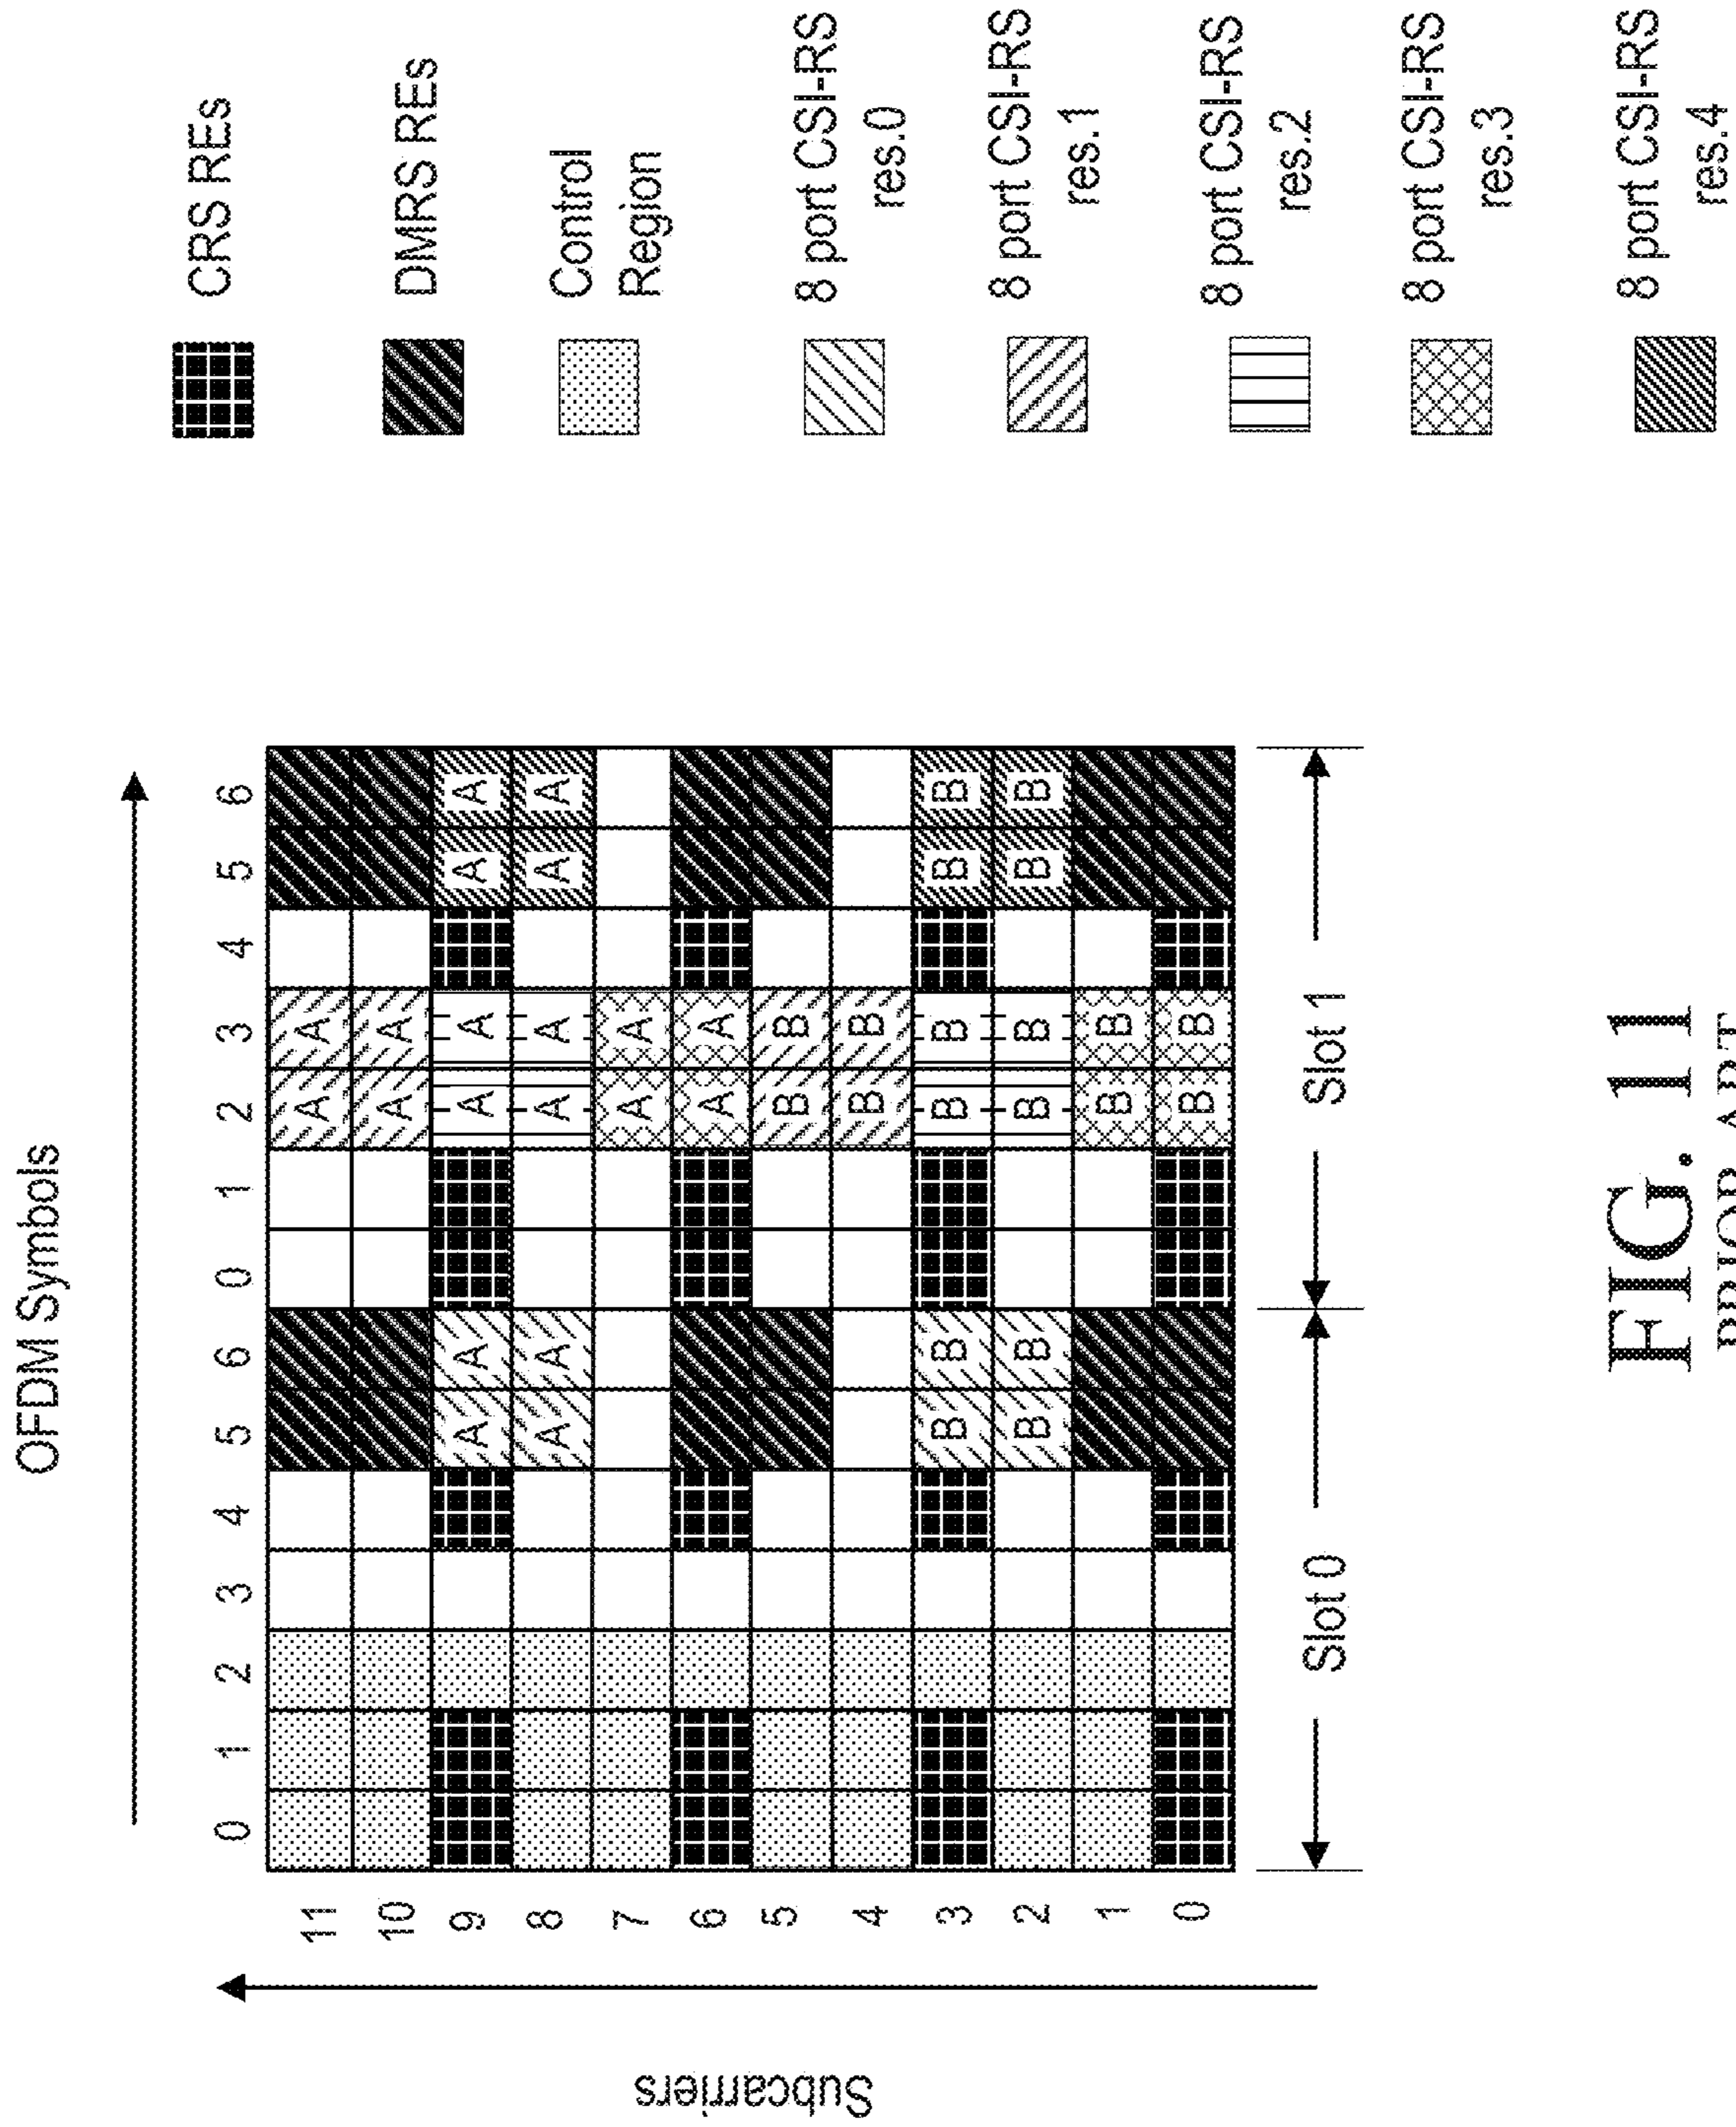 OFDM Symbols
0 1 2 3 4 5 6 0 1 2 3 4 5 6
Subcarriers
11 A A
10 A A
9 A A A A A A
8 A A A A A A
7 A A
6 A A
5 B B
4 B B
3 B B B B B B
2 B B B B B B
1 B B
0 B B
Slot 0 Slot 1
CRS REs
DMRS REs
Control
Region
8 port CSI-RS
res.0
8 port CSI-RS
res.1
8 port CSI-RS
res.2
8 port CSI-RS
res.3
8 port CSI-RS
res.4
FIG. 11
PRIOR ART